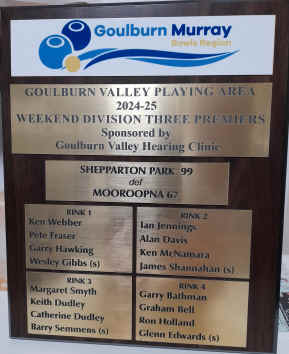 Goulburn Murray
Bowls Region
GOULBURN VALLEY PLAYING AREA
2024-25
WEEKEND DIVISION THREE PREMIERS
Sponsored by
Goulburn Valley Hearing Clinic
SHEPPARTON PARK 99
def
MOOROOPNA 67
RINK 1
Ken Webber
Pete Fraser
Garry Hawking
Wesley Gibbs (s)
RINK 2
Ian Jennings
Alan Davis
Ken McNamara
James Shannahan (s)
RINK 3
Margaret Smyth
Keith Dudley
Catherine Dudley
Barry Semmens (s)
RINK 4
Garry Bathman
Graham Bell
Ron Holland
Glenn Edwards (s)